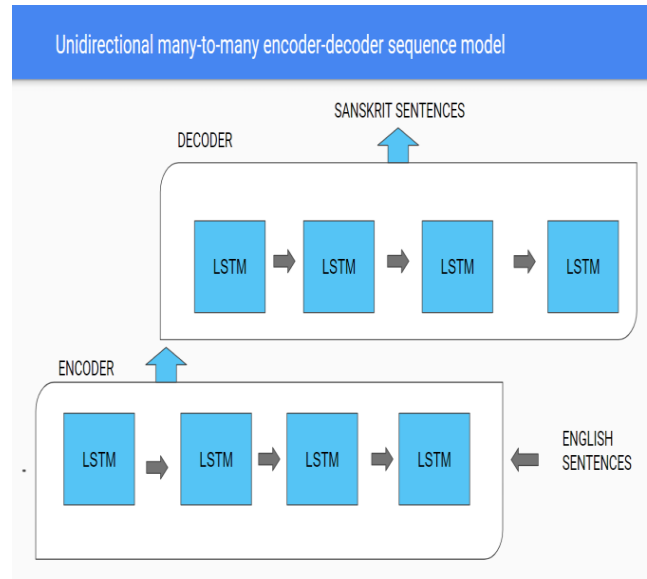 Unidirectional many-to-many encoder-decoder sequence model
SANSKRIT SENTENCES
DECODER
LSTM
LSTM
LSTM
LSTM
ENCODER
LSTM
LSTM
LSTM
LSTM
ENGLISH
SENTENCES